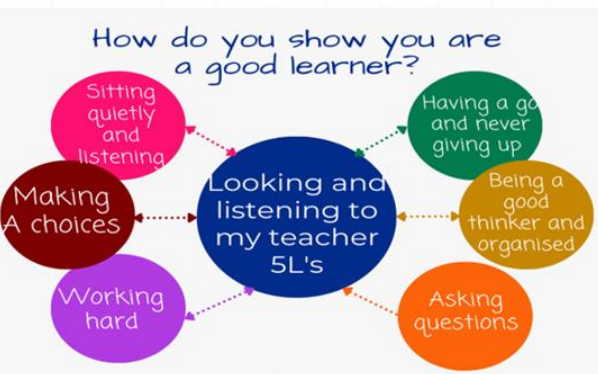 How do you show you are
a good learner?
Sitting
quietly
and
listening
Having a go
and never
giving up
Making
A choices
Looking and
listening to
my teacher
5L's
Being a
good
thinker and
organised
Working
hard
Asking
questions